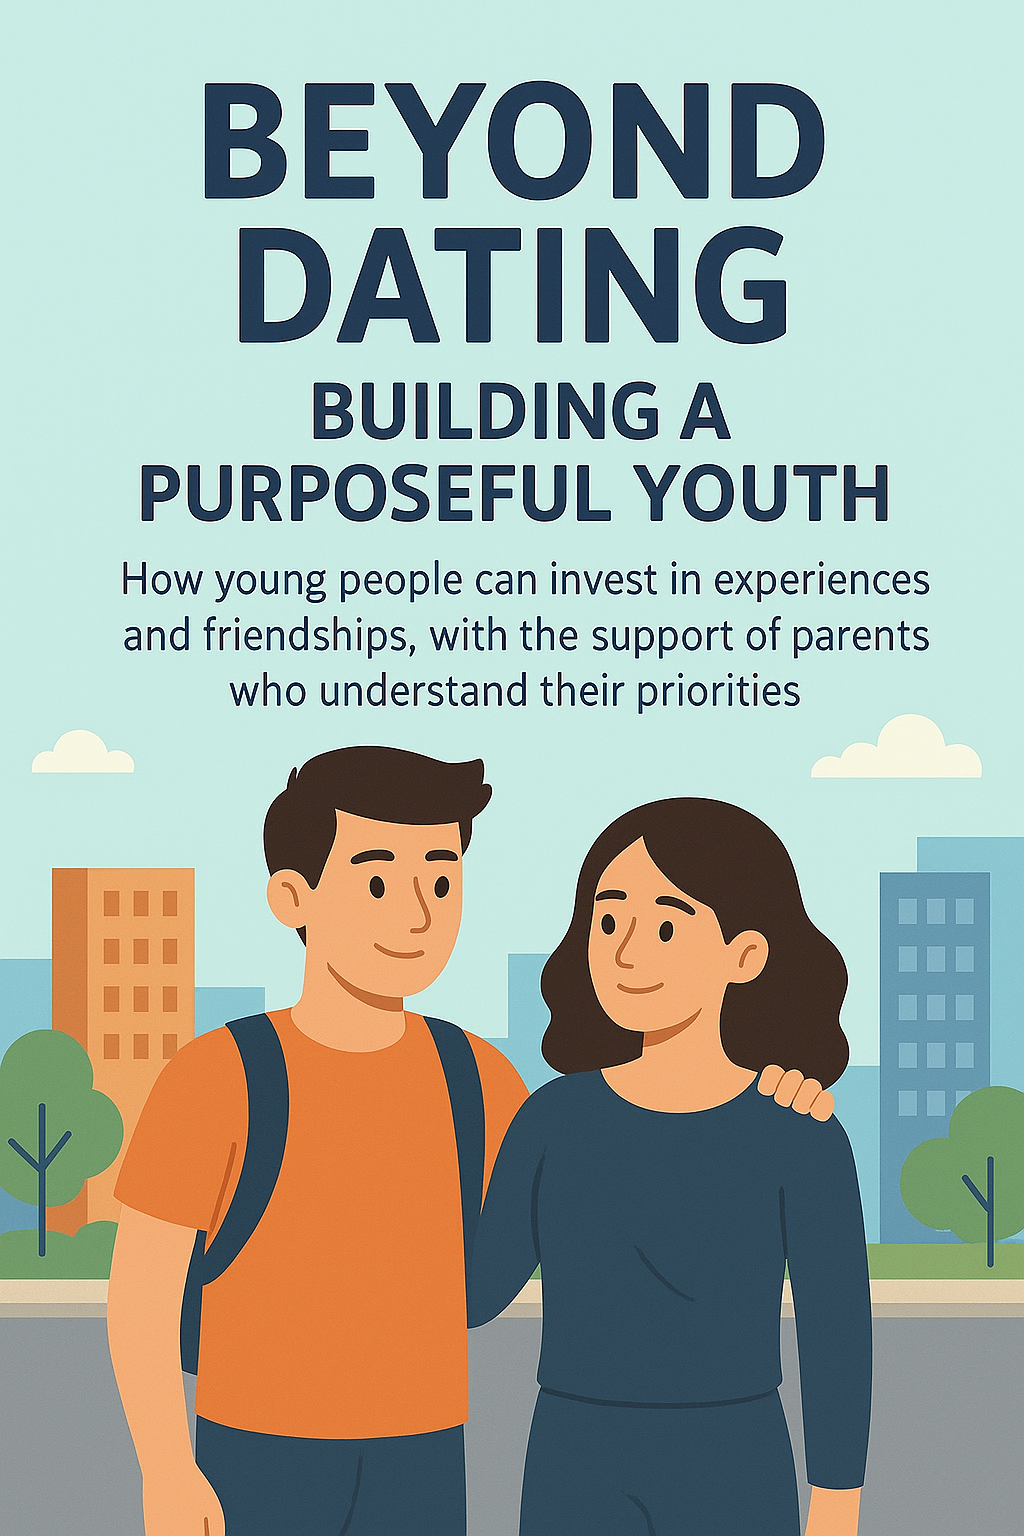 BEYOND
DATING
BUILDING A
PURPOSEFUL YOUTH
How young people can invest in experiences
and friendships, with the support of parents
who understand their priorities